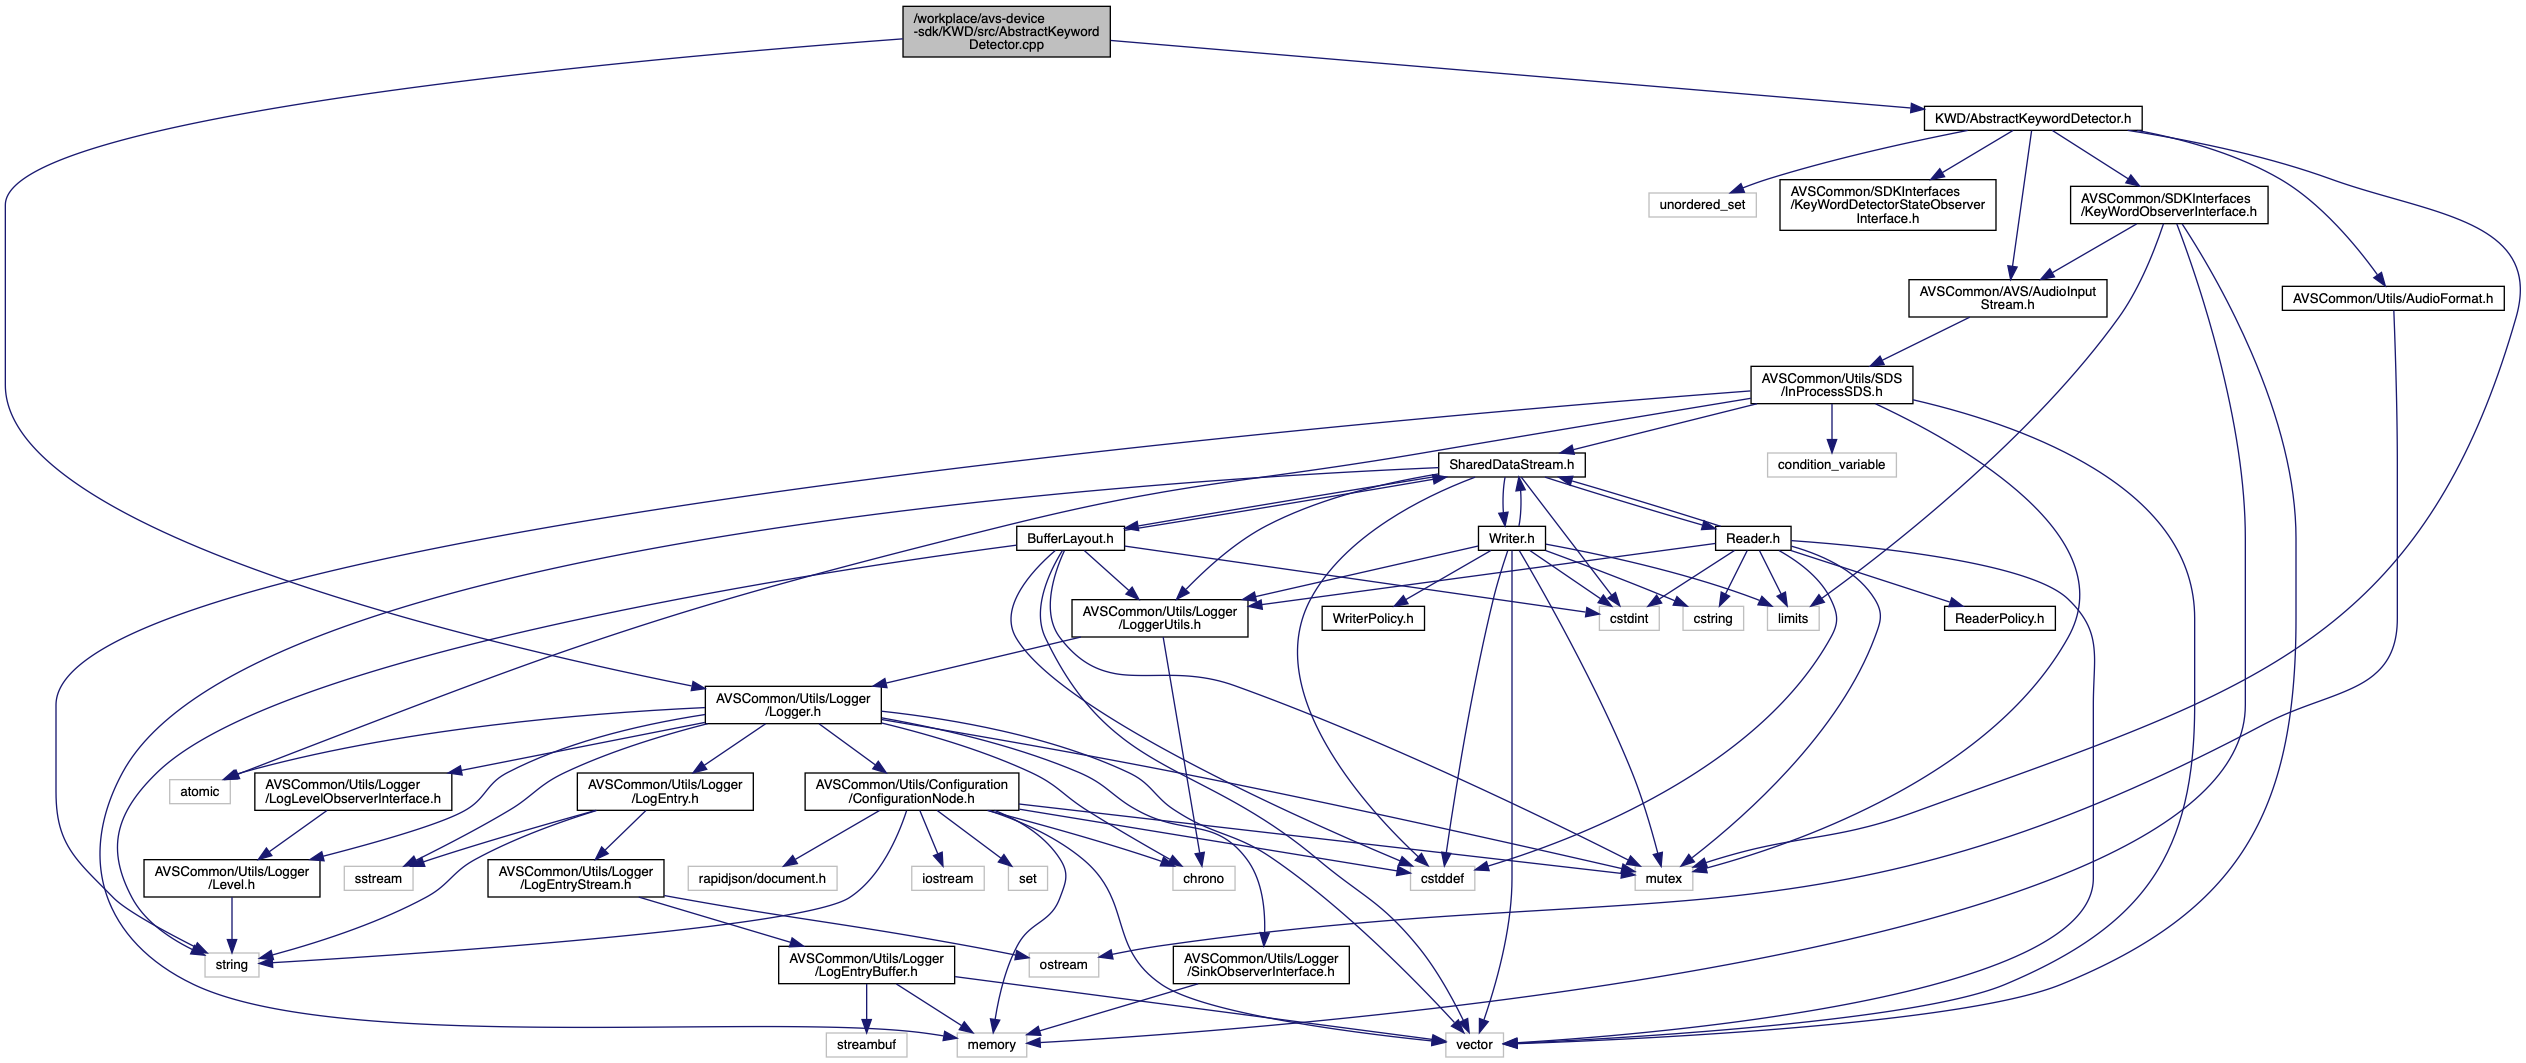 /workplace/avs-device
-sdk/KWD/src/AbstractKeyword
Detector.cpp
KWD/AbstractKeywordDetector.h
unordered_set
AVSCommon/SDKInterfaces
/KeyWordDetectorStateObserver
Interface.h
AVSCommon/SDKInterfaces
/KeyWordObserverInterface.h
AVSCommon/AVS/AudioInput
Stream.h
AVSCommon/Utils/AudioFormat.h
AVSCommon/Utils/SDS
/InProcessSDS.h
SharedDataStream.h
condition_variable
BufferLayout.h
Writer.h
Reader.h
AVSCommon/Utils/Logger
/LoggerUtils.h
WriterPolicy.h
cstdint
cstring
limits
ReaderPolicy.h
AVSCommon/Utils/Logger
/Logger.h
atomic
AVSCommon/Utils/Logger
/LogLevelObserverInterface.h
AVSCommon/Utils/Logger
/LogEntry.h
AVSCommon/Utils/Configuration
/ConfigurationNode.h
AVSCommon/Utils/Logger
/Level.h
sstream
AVSCommon/Utils/Logger
/LogEntryStream.h
rapidjson/document.h
iostream
set
chrono
cstddef
mutex
string
AVSCommon/Utils/Logger
/LogEntryBuffer.h
ostream
AVSCommon/Utils/Logger
/SinkObserverInterface.h
streambuf
memory
vector